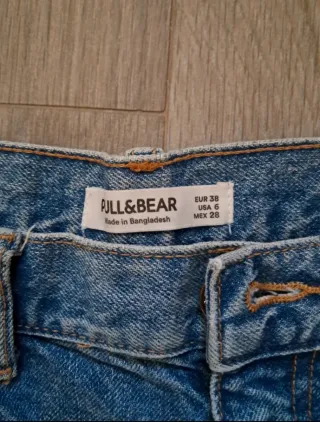 PULL&BEAR
Made in Bangladesh
EUR 38
USA 6
MEX 28